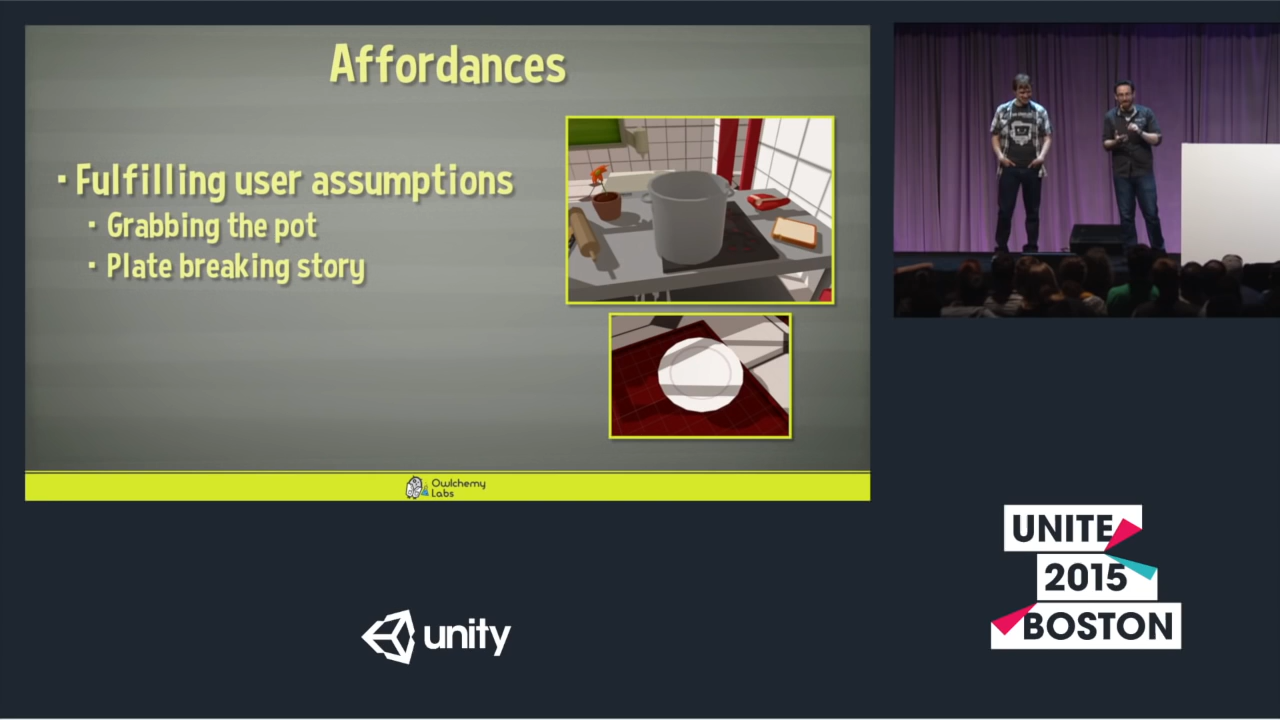 Affordances
· Fulfilling user assumptions
· Grabbing the pot
· Plate breaking story
Owlchemy
Labs
unity
UNITE
2015
BOSTON